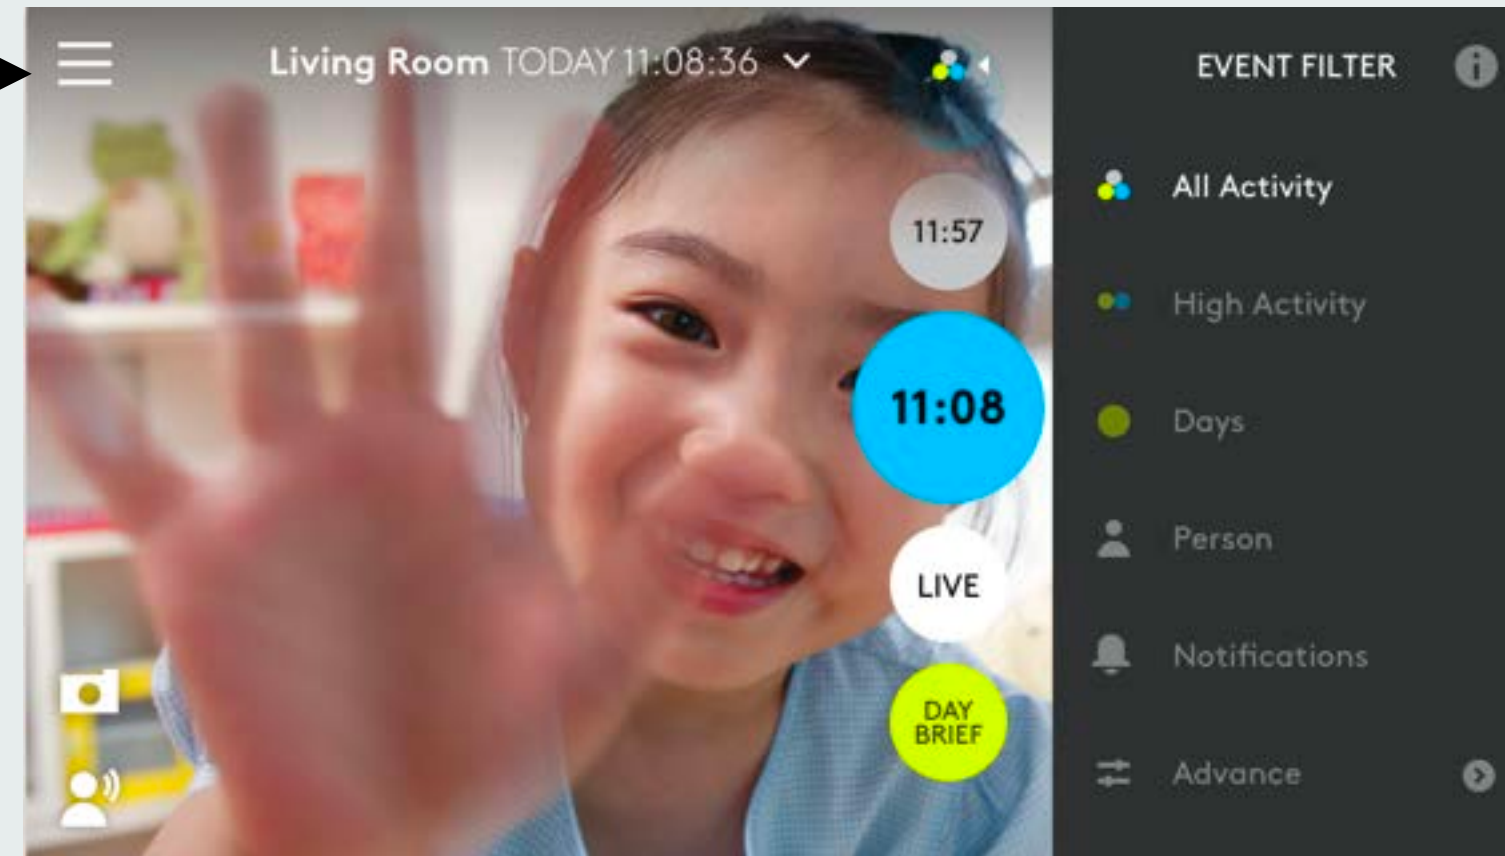 Living Room TODAY 11:08:36
11:57
11:08
LIVE
DAY
BRIEF
EVENT FILTER
i
All Activity
High Activity
Days
Person
Notifications
Advance